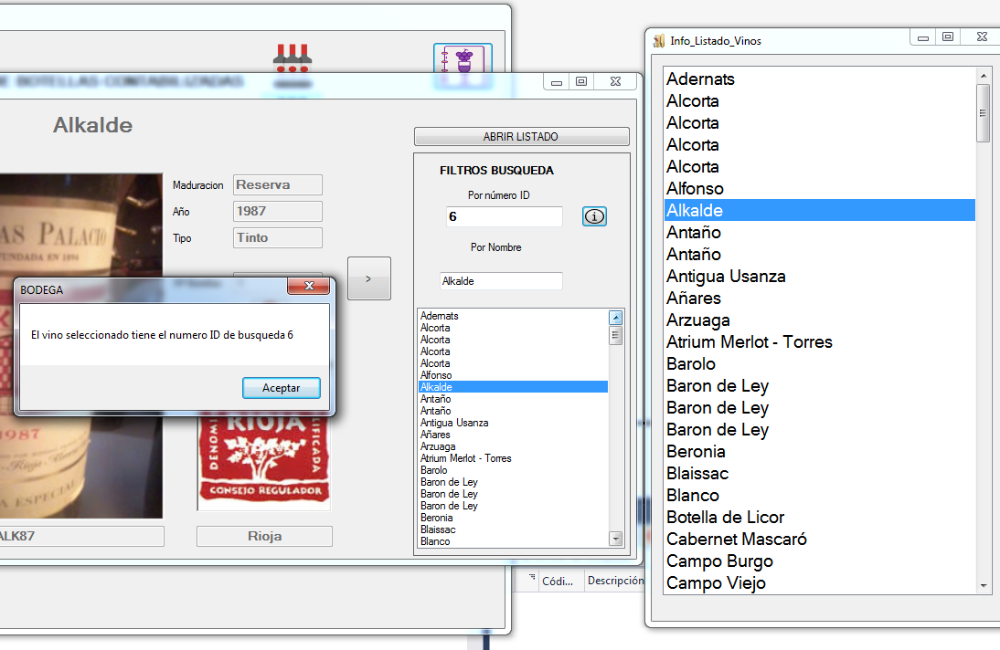 E BOTELLAS CONTABILIZADAS
Alkalde
Maduracion
Reserva
Año
1987
Tipo
Tinto
>
AS PALACIO
FUNDADA EN 1894
1987
ESPECIAL
ALK87
RIOJA
DENOMI
LIFICADA
CONSEJO REGULADOR
Rioja
BODEGA
El vino seleccionado tiene el numero ID de busqueda 6
Aceptar
ABRIR LISTADO
FILTROS BUSQUEDA
Por número ID
6
Por Nombre
Alkalde
Adernats
Alcorta
Alcorta
Alcorta
Alcorta
Alfonso
Alkalde
Antaño
Antaño
Antigua Usanza
Añares
Arzuaga
Atrium Merlot - Torres
Barolo
Baron de Ley
Baron de Ley
Baron de Ley
Beronia
Blaissac
Blanco
Códi...
Descripción
Info_Listado_Vinos
Adernats
Alcorta
Alcorta
Alcorta
Alcorta
Alfonso
Alkalde
Antaño
Antaño
Antigua Usanza
Añares
Arzuaga
Atrium Merlot - Torres
Barolo
Baron de Ley
Baron de Ley
Baron de Ley
Beronia
Blaissac
Blanco
Botella de Licor
Cabernet Mascaró
Campo Burgo
Campo Viejo